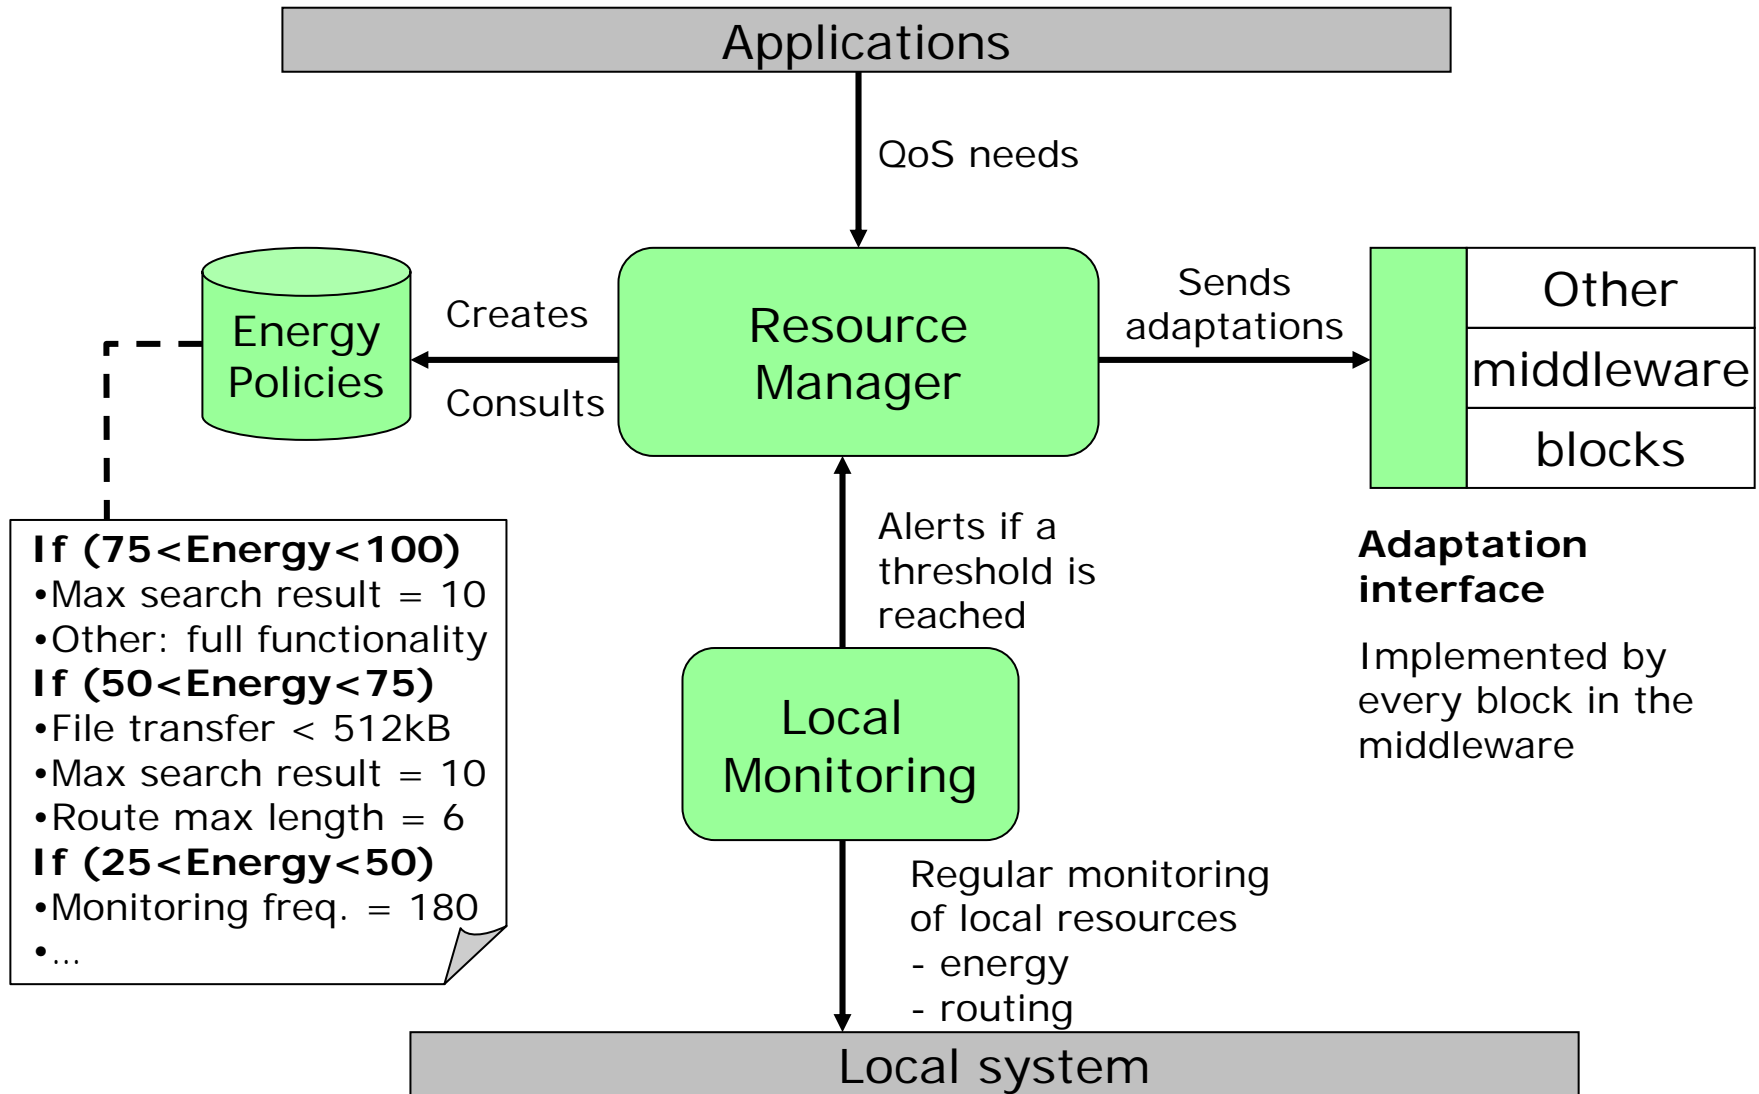 Applications
QoS needs
Energy
Policies
Creates
Consults
Resource
Manager
Sends
adaptations
Other
middleware
blocks
If (75<Energy<100)
•Max search result = 10
•Other: full functionality
If (50<Energy<75)
•File transfer < 512kB
•Max search result = 10
•Route max length = 6
If (25<Energy<50)
•Monitoring freq. = 180
•...
Alerts if a
threshold is
reached
Adaptation
interface
Implemented by
every block in the
middleware
Local
Monitoring
Regular monitoring
of local resources
- energy
- routing
Local system